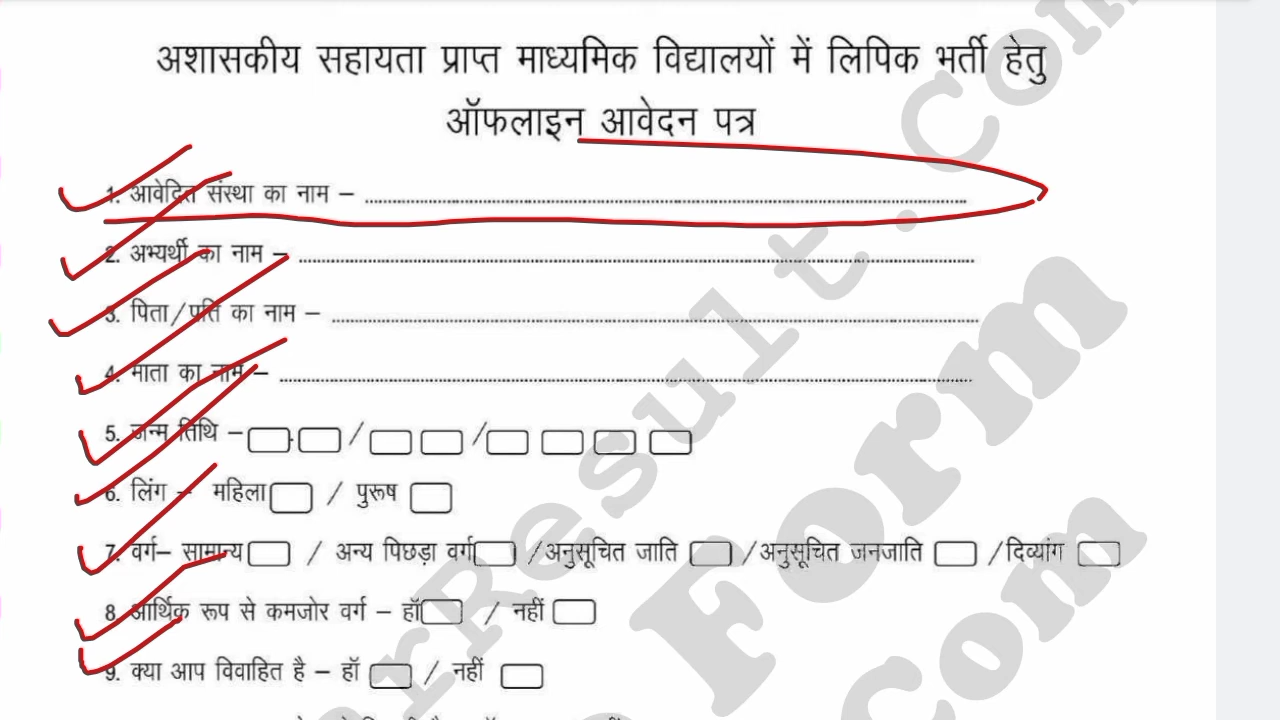 अशासकीय सहायता प्राप्त माध्यमिक विद्यालयों में लिपिक भर्ती हेतु
ऑफलाइन आवेदन पत्र
1. आवेदित संस्था का नाम –
2. अभ्यर्थी का नाम –
3. पिता/पति का नाम –
4. माता का नाम –
5. जन्म तिथि – / /
6. लिंग – महिला / पुरूष
7. वर्ग– सामान्य / अन्य पिछड़ा वर्ग /अनुसूचित जाति /अनुसूचित जनजाति /दिव्यांग
8. आर्थिक रूप से कमजोर वर्ग – हॉ / नहीं
9. क्या आप विवाहित है – हॉ / नहीं
Form